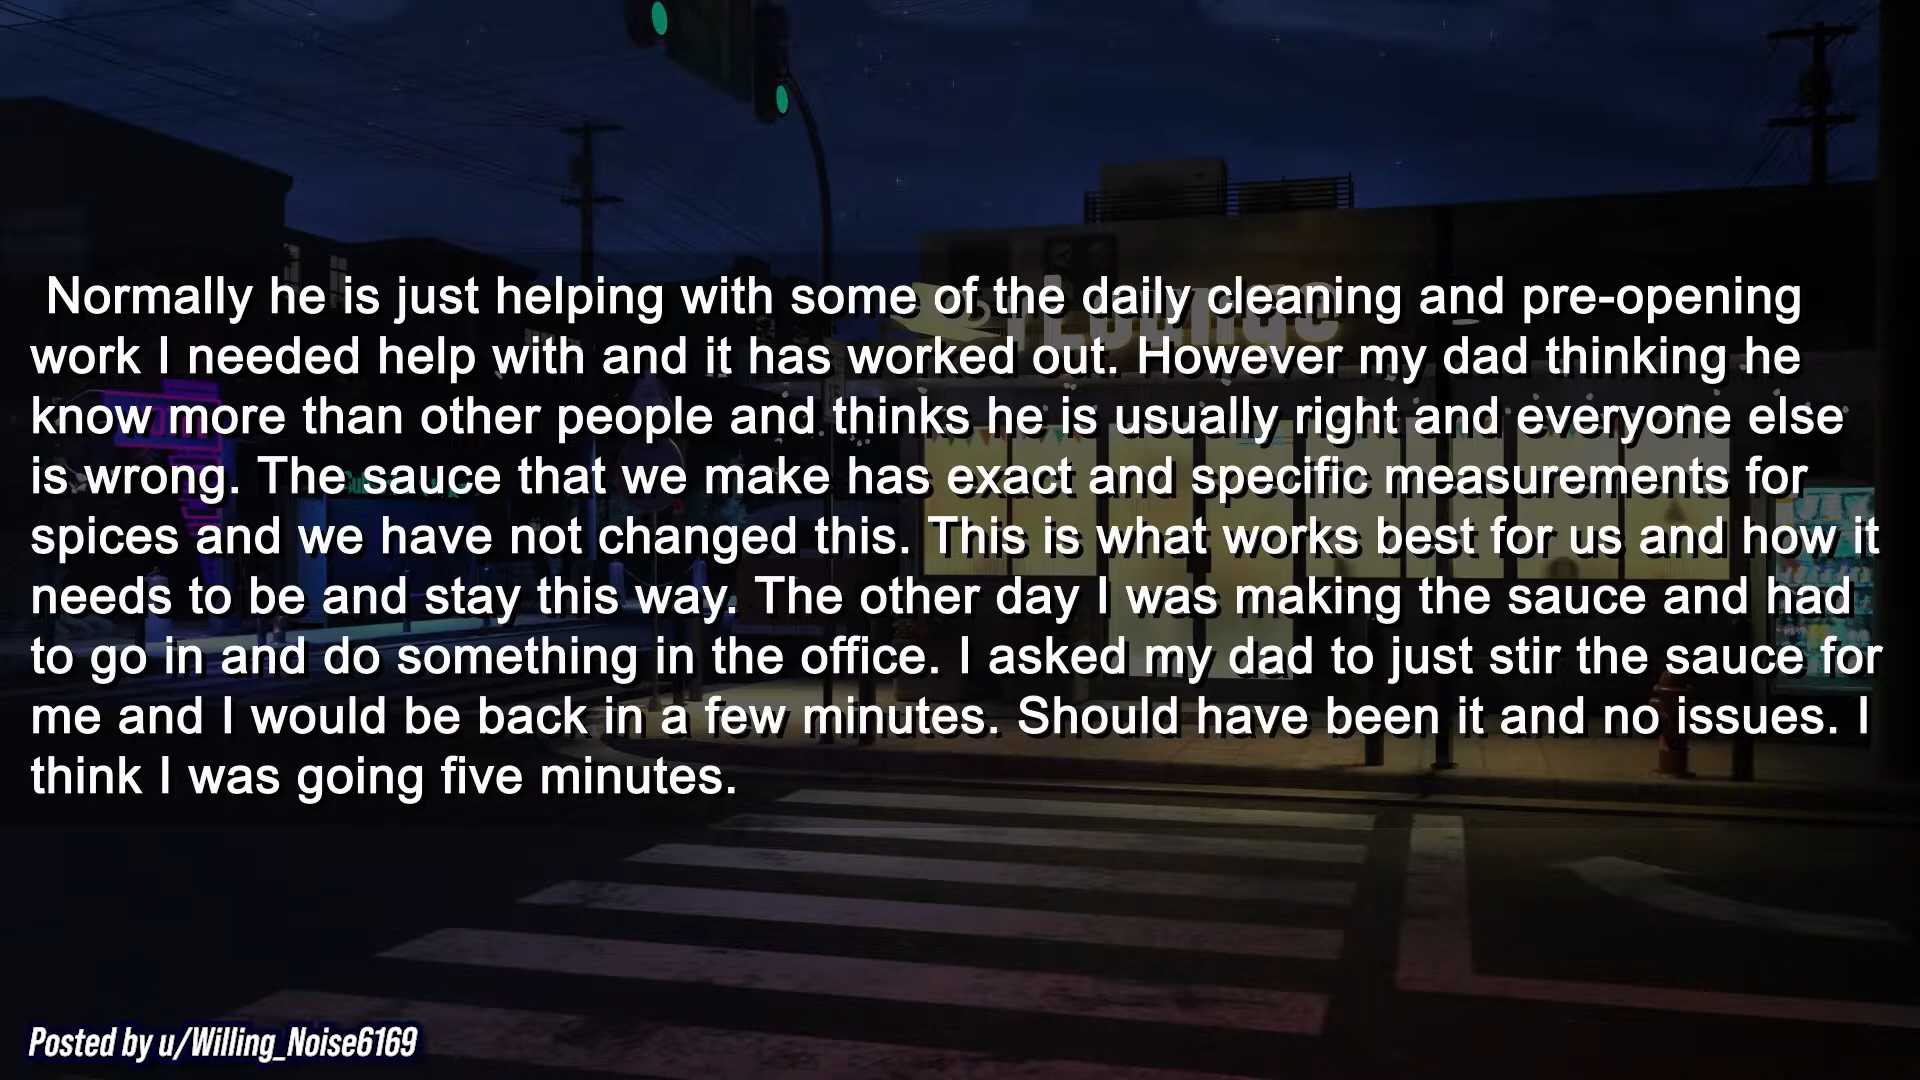 Normally he is just helping with some of the daily cleaning and pre-opening
work I needed help with and it has worked out. However my dad thinking he
know more than other people and thinks he is usually right and everyone else
is wrong. The sauce that we make has exact and specific measurements for
spices and we have not changed this. This is what works best for us and how it
needs to be and stay this way. The other day I was making the sauce and had
to go in and do something in the office. I asked my dad to just stir the sauce for
me and I would be back in a few minutes. Should have been it and no issues. I
think I was going five minutes.
Lounge
Posted by u/Willing_Noise6169